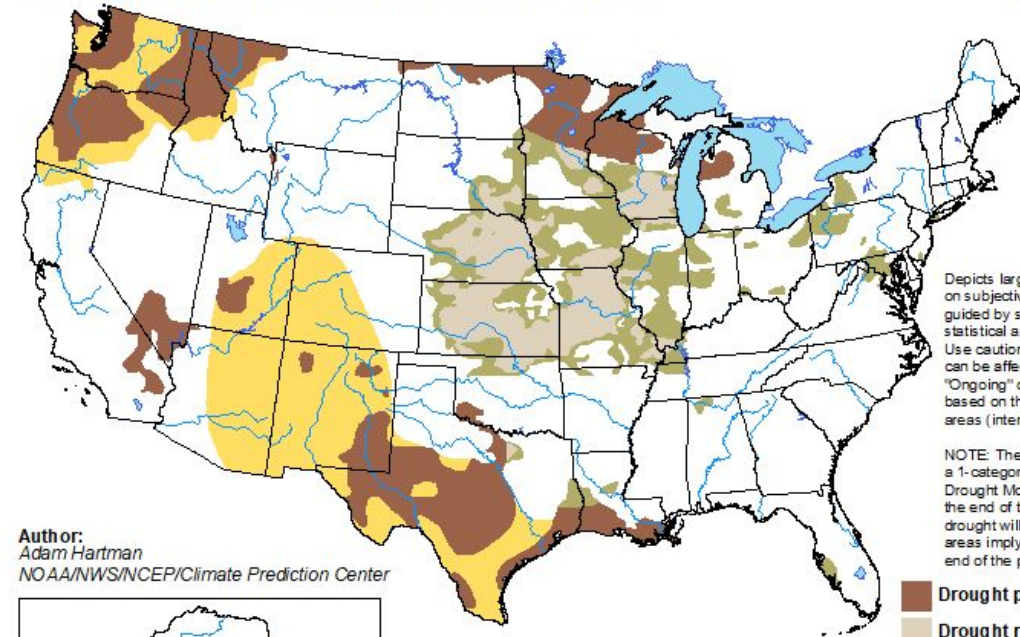 Author:
Adam Hartman
NOAA/NWS/NCEP/Climate Prediction Center
Depicts larg
on subjectiv
guided by s
statistical a
Use caution
can be affe
"Ongoing" d
based on th
areas (inter
NOTE: The
a 1-categor
Drought Mo
the end of t
drought will
areas imply
end of the p
Drought p
Drought r